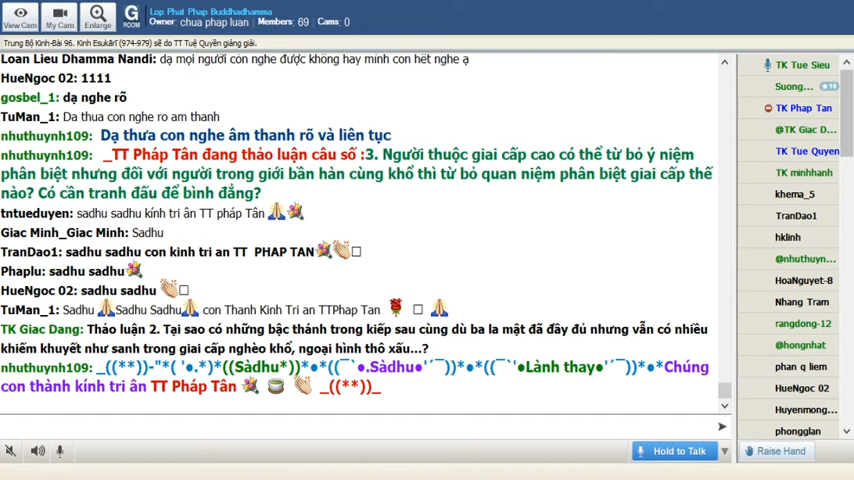 View Cam
My Cam
Enlarge
G
ROOM
Lop Phat Phap Buddhadhamma
Owner: chua phap luan Members: 69 Cams: 0
Trung Bộ Kinh-Bài 96. Kinh Esukārī (974-979) sẽ do TT Tuệ Quyền giảng giải.
Loan Lieu Dhamma Nandi: dạ mọi người còn nghe được không hay mình con hết nghe ạ
HueNgoc 02: 1111
gosbel_1: dạ nghe rõ
TuMan_1: Da thua con nghe ro am thanh
nhuthuynh109: Dạ thưa con nghe âm thanh rõ và liên tục
nhuthuynh109: _TT Pháp Tân đang thảo luận câu số :3. Người thuộc giai cấp cao có thể từ bỏ ý niệm
phân biệt nhưng đối với người trong giới bần hàn cùng khổ thì từ bỏ quan niệm phân biệt giai cấp thế
nào? Có cần tranh đấu để bình đẳng?
tntueduyen: sadhu sadhu kính tri ân TT pháp Tân
Giac Minh_Giac Minh: Sadhu
TranDao1: sadhu sadhu con kinh tri an TT PHAP TAN
Phaplu: sadhu sadhu
HueNgoc 02: sadhu sadhu
TuMan_1: Sadhu Sadhu Sadhu con Thanh Kinh Tri an TTPhap Tan
TK Giac Dang: Thảo luận 2. Tại sao có những bậc thánh trong kiếp sau cùng dù ba la mật đã đầy đủ nhưng vẫn có nhiều
khiếm khuyết như sanh trong giai cấp nghèo khổ, ngoại hình thô xấu...?
nhuthuynh109: _((**))-"*( '●.*)*((Sàdhu*))*●*((¯`●.Sàdhu●'´¯))*●*((¯`'●Lành thay●'´¯))*●*Chúng
con thành kính tri ân TT Pháp Tân _((**))_
Hold to Talk
TK Tue Sieu
Suong... 18
TK Phap Tan
@TK Giac D...
TK Tue Quyen
TK minhhanh
khema_5
TranDao1
hklinh
@nhuthuyn...
HoaNguyet-8
Nhang Tram
rangdong-12
@hongnhat
phan q liem
HueNgoc 02
Huyenmong...
phongglan
Raise Hand